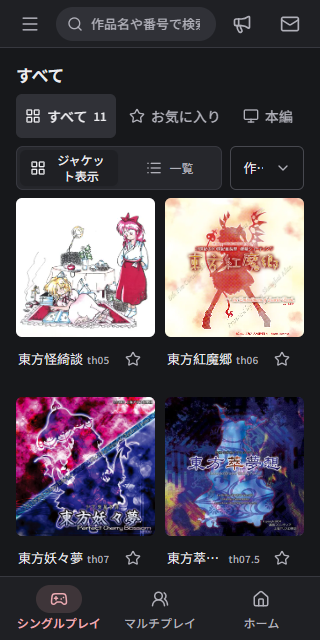 作品名や番号で検索
すべて
すべて 11
お気に入り
本編
ジャケッ
ト表示
一覧
作…
東方紅魔郷
東方怪綺談 th05
東方紅魔郷 th06
東方妖々夢
Perfect Cherry Blossom
東方萃夢想
東方妖々夢 th07
東方萃… th07.5
シングルプレイ
マルチプレイ
ホーム